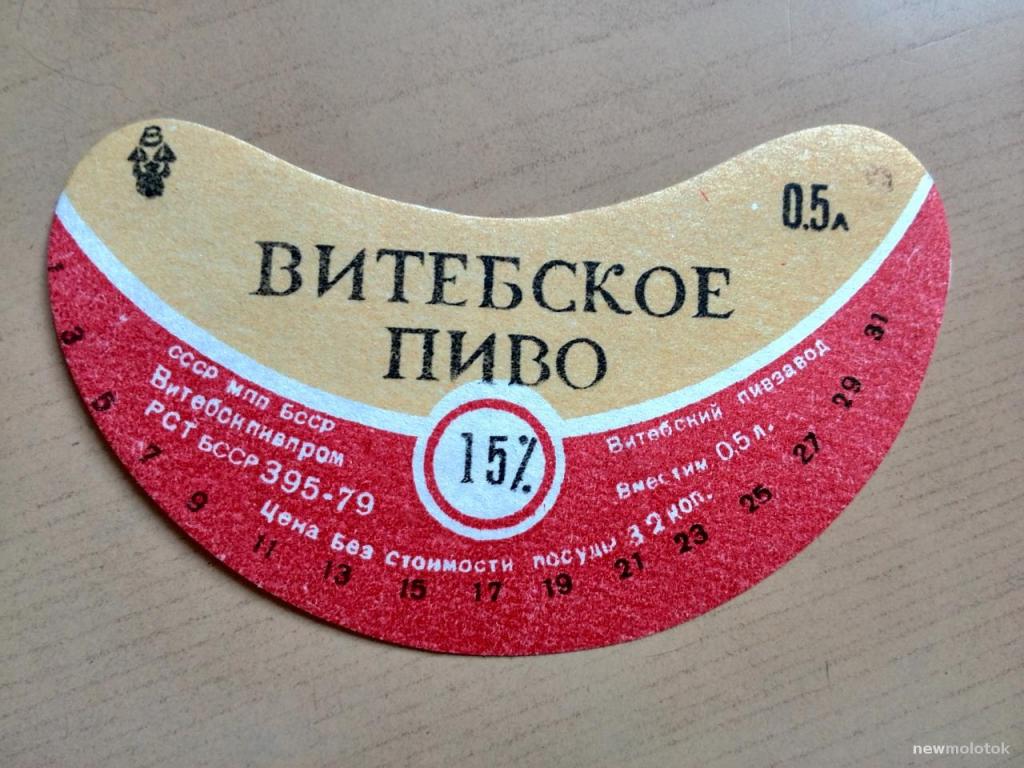 0.5л
ВИТЕБСКОЕ
ПИВО
15%
СССР МПП БССР
Витебскпивпром
РСТ БССР 395-79
Витебский пивзавод
Вместим 0.5 л.
Цена без стоимости посуды 32 коп.
1 3 5 7 9 11 13 15 17 19 21 23 25 27 29 31
newmolotok